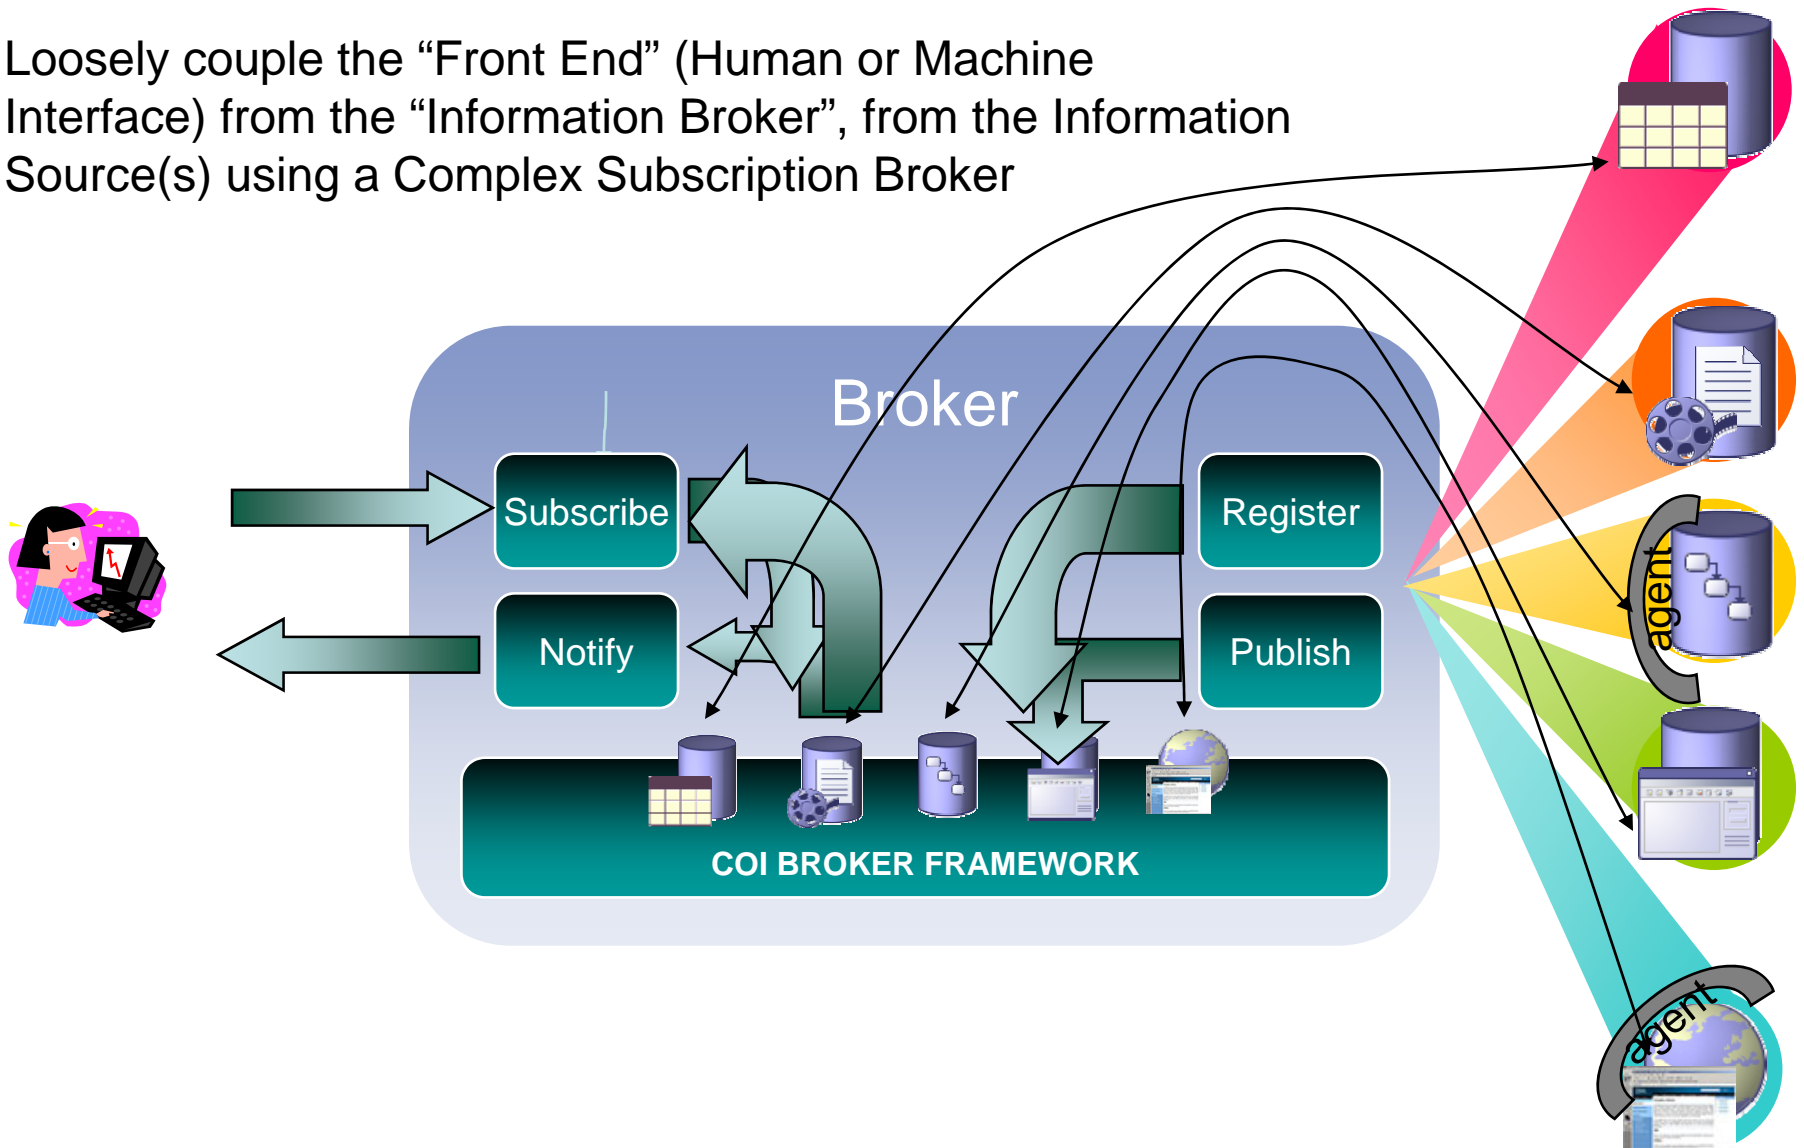 Loosely couple the “Front End” (Human or Machine
Interface) from the “Information Broker”, from the Information
Source(s) using a Complex Subscription Broker
Broker
Subscribe
Register
Notify
Publish
agent
COI BROKER FRAMEWORK
agent